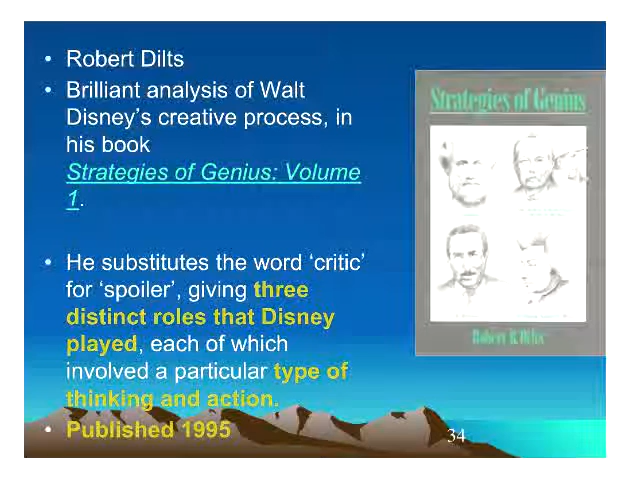 • Robert Dilts
• Brilliant analysis of Walt
Disney’s creative process, in
his book
Strategies of Genius: Volume
1.
• He substitutes the word ‘critic’
for ‘spoiler’, giving three
distinct roles that Disney
played, each of which
involved a particular type of
thinking and action.
• Published 1995
Strategies of Genius
34